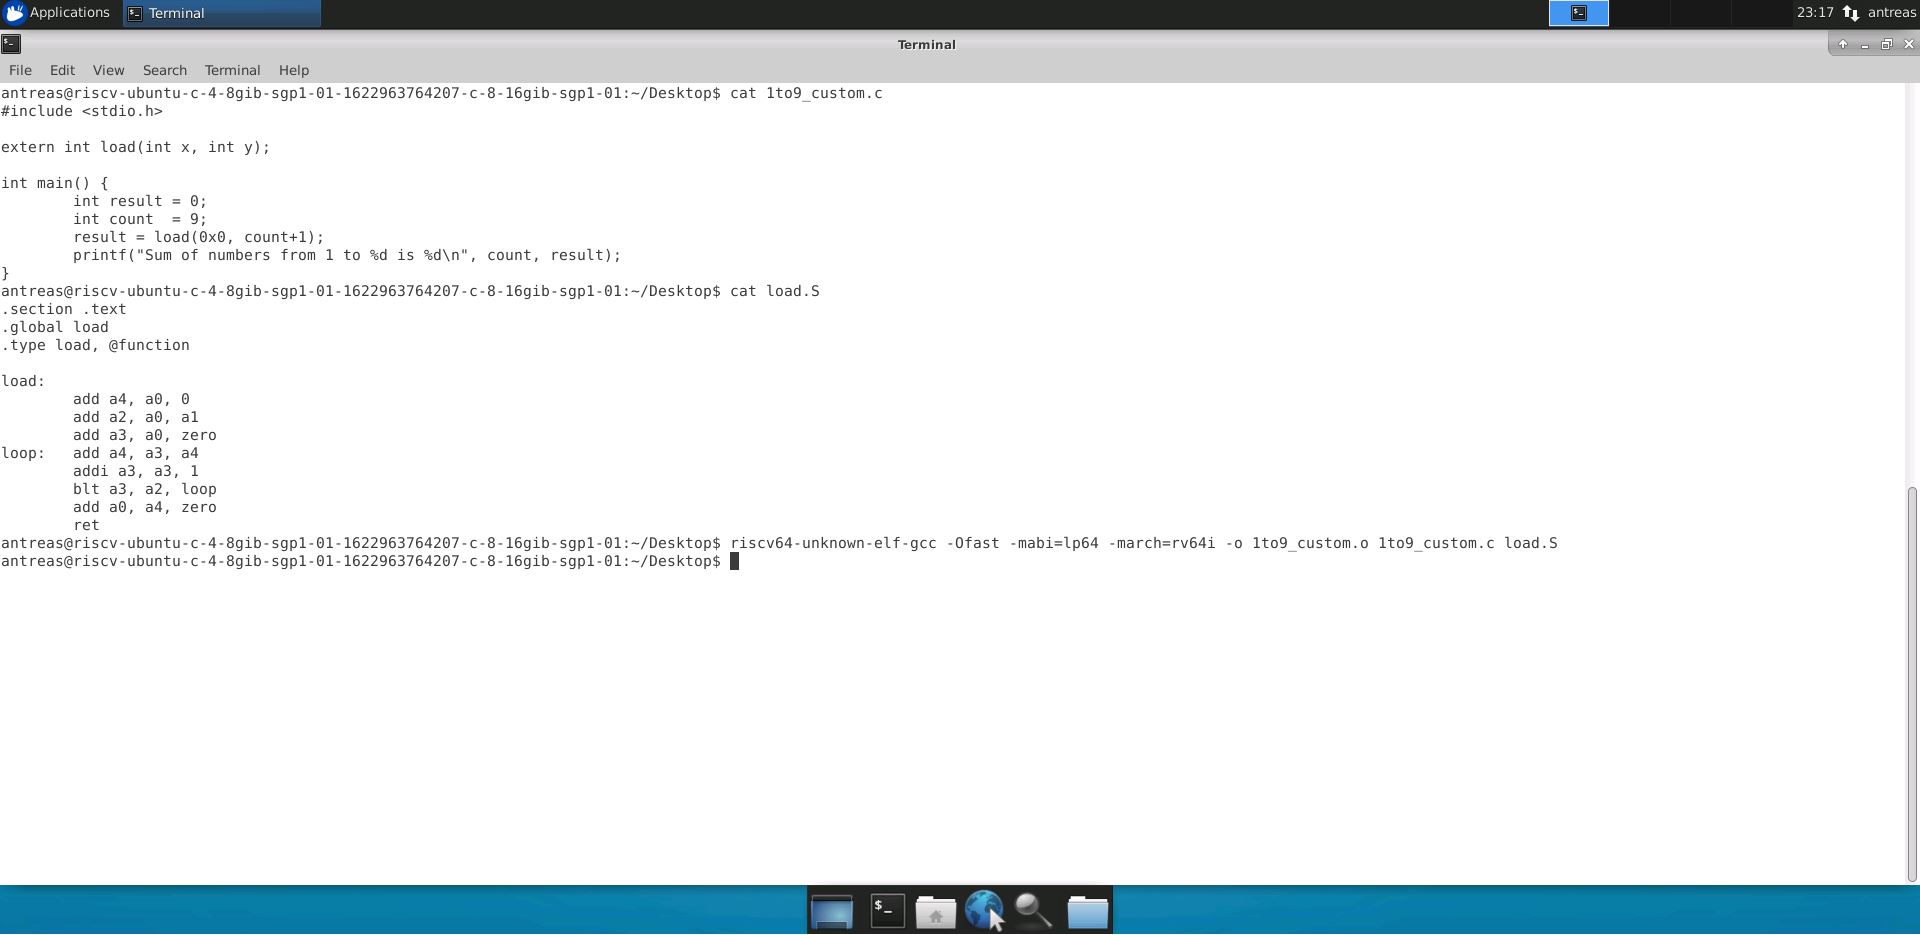 Applications Terminal 23:17 antreas
Terminal
File Edit View Search Terminal Help
antreas@riscv-ubuntu-c-4-8gib-sgp1-01-1622963764207-c-8-16gib-sgp1-01:~/Desktop$ cat 1to9_custom.c
#include <stdio.h>
extern int load(int x, int y);
int main() {
        int result = 0;
        int count  = 9;
        result = load(0x0, count+1);
        printf("Sum of numbers from 1 to %d is %d\n", count, result);
}
antreas@riscv-ubuntu-c-4-8gib-sgp1-01-1622963764207-c-8-16gib-sgp1-01:~/Desktop$ cat load.S
.section .text
.global load
.type load, @function
load:
        add a4, a0, 0
        add a2, a0, a1
        add a3, a0, zero
loop:   add a4, a3, a4
        addi a3, a3, 1
        blt a3, a2, loop
        add a0, a4, zero
        ret
antreas@riscv-ubuntu-c-4-8gib-sgp1-01-1622963764207-c-8-16gib-sgp1-01:~/Desktop$ riscv64-unknown-elf-gcc -Ofast -mabi=lp64 -march=rv64i -o 1to9_custom.o 1to9_custom.c load.S
antreas@riscv-ubuntu-c-4-8gib-sgp1-01-1622963764207-c-8-16gib-sgp1-01:~/Desktop$